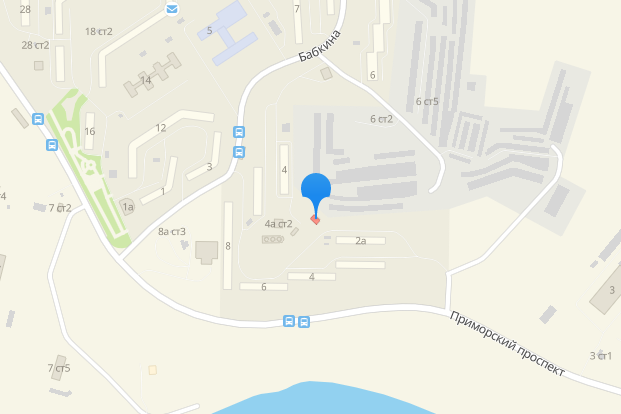 28
18 ст2
5
7
28 ст2
Бабкина
14
6
6 ст5
16
12
6 ст2
3
4
1
7 ст2
1а
4а ст2
8а ст3
8
2а
4
6
3
Приморский проспект
3 ст1
7 ст5